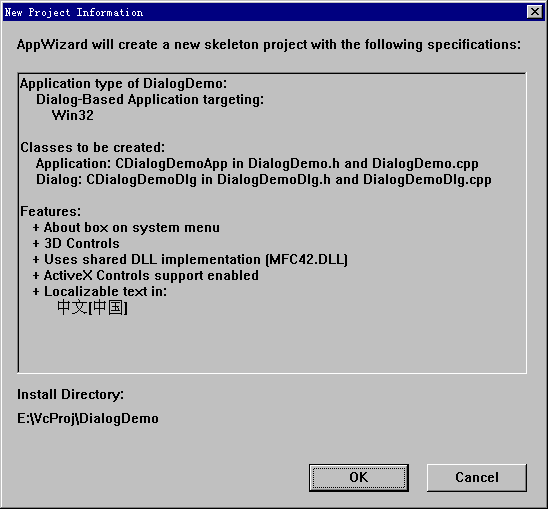 New Project Information
AppWizard will create a new skeleton project with the following specifications:
Application type of DialogDemo:
Dialog-Based Application targeting:
Win32
Classes to be created:
Application: CDialogDemoApp in DialogDemo.h and DialogDemo.cpp
Dialog: CDialogDemoDlg in DialogDemoDlg.h and DialogDemoDlg.cpp
Features:
+ About box on system menu
+ 3D Controls
+ Uses shared DLL implementation (MFC42.DLL)
+ ActiveX Controls support enabled
+ Localizable text in:
中文[中国]
Install Directory:
E:\VcProj\DialogDemo
OK
Cancel